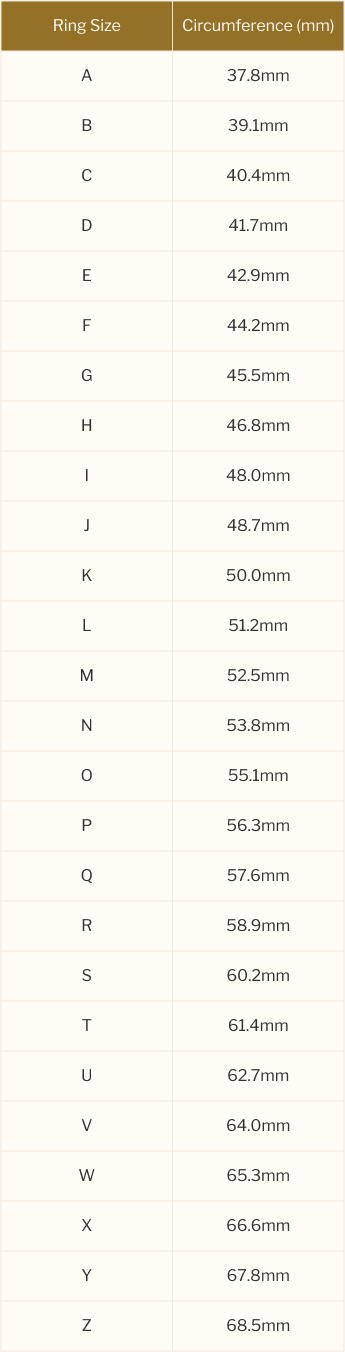 Ring Size Circumference (mm)
A 37.8mm
B 39.1mm
C 40.4mm
D 41.7mm
E 42.9mm
F 44.2mm
G 45.5mm
H 46.8mm
I 48.0mm
J 48.7mm
K 50.0mm
L 51.2mm
M 52.5mm
N 53.8mm
O 55.1mm
P 56.3mm
Q 57.6mm
R 58.9mm
S 60.2mm
T 61.4mm
U 62.7mm
V 64.0mm
W 65.3mm
X 66.6mm
Y 67.8mm
Z 68.5mm